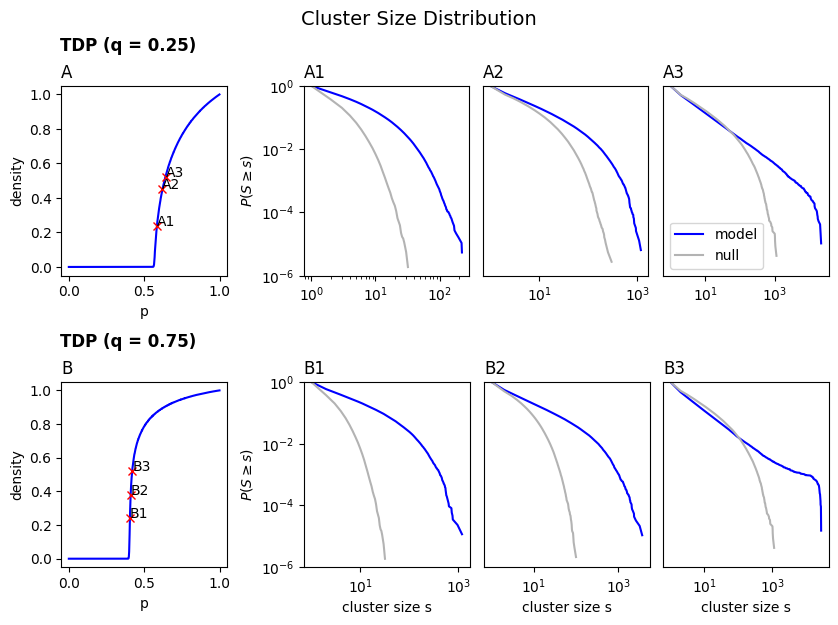 Cluster Size Distribution
TDP (q = 0.25)
A
A1
A2
A3
1.0
0.8
0.6
0.4
0.2
0.0
density
A3
A2
A1
0.0 0.5 1.0
p
P(S ≥ s)
10^0
10^−2
10^−4
10^−6
10^0 10^1 10^2
10^1 10^3
model
null
10^1 10^3
TDP (q = 0.75)
B
B1
B2
B3
1.0
0.8
0.6
0.4
0.2
0.0
density
B3
B2
B1
0.0 0.5 1.0
p
P(S ≥ s)
10^0
10^−2
10^−4
10^−6
10^1 10^3
cluster size s
10^1 10^3
cluster size s
10^1 10^3
cluster size s